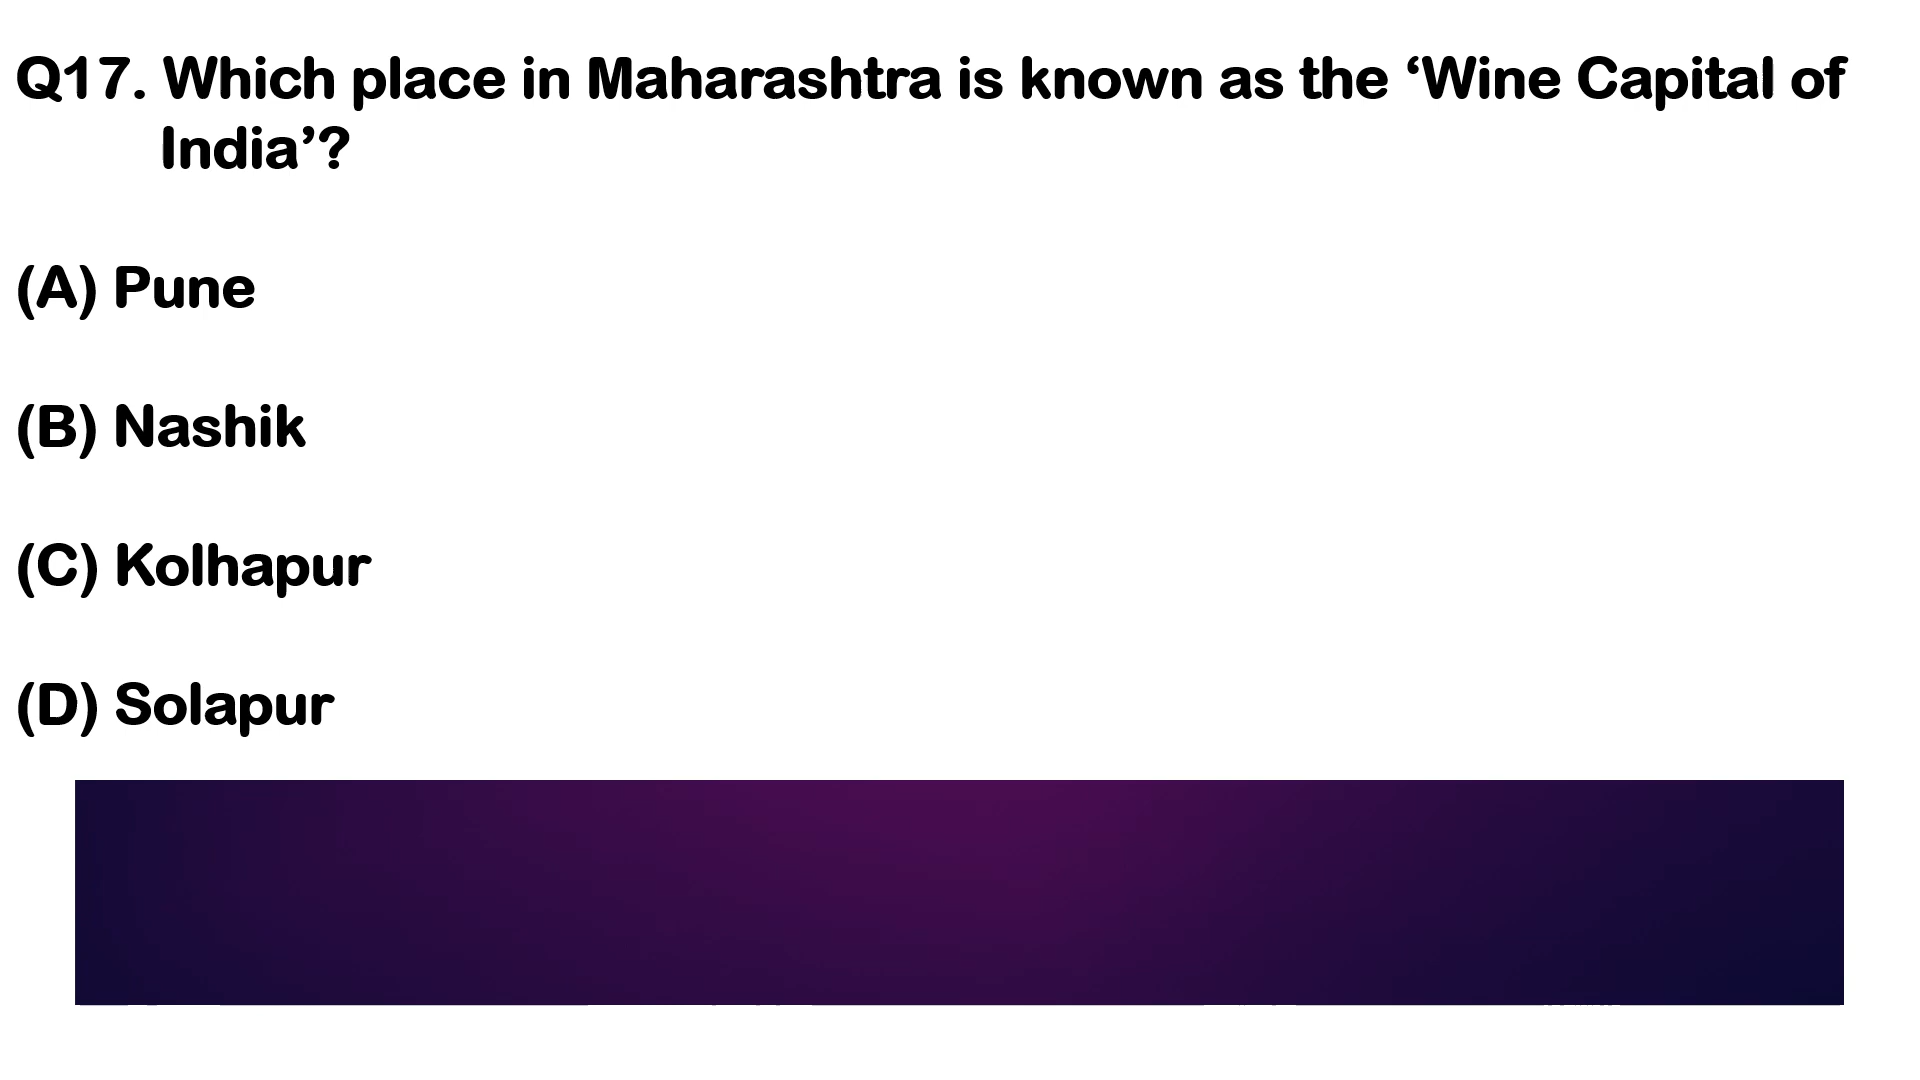 Q17. Which place in Maharashtra is known as the ‘Wine Capital of
India’?
(A) Pune
(B) Nashik
(C) Kolhapur
(D) Solapur